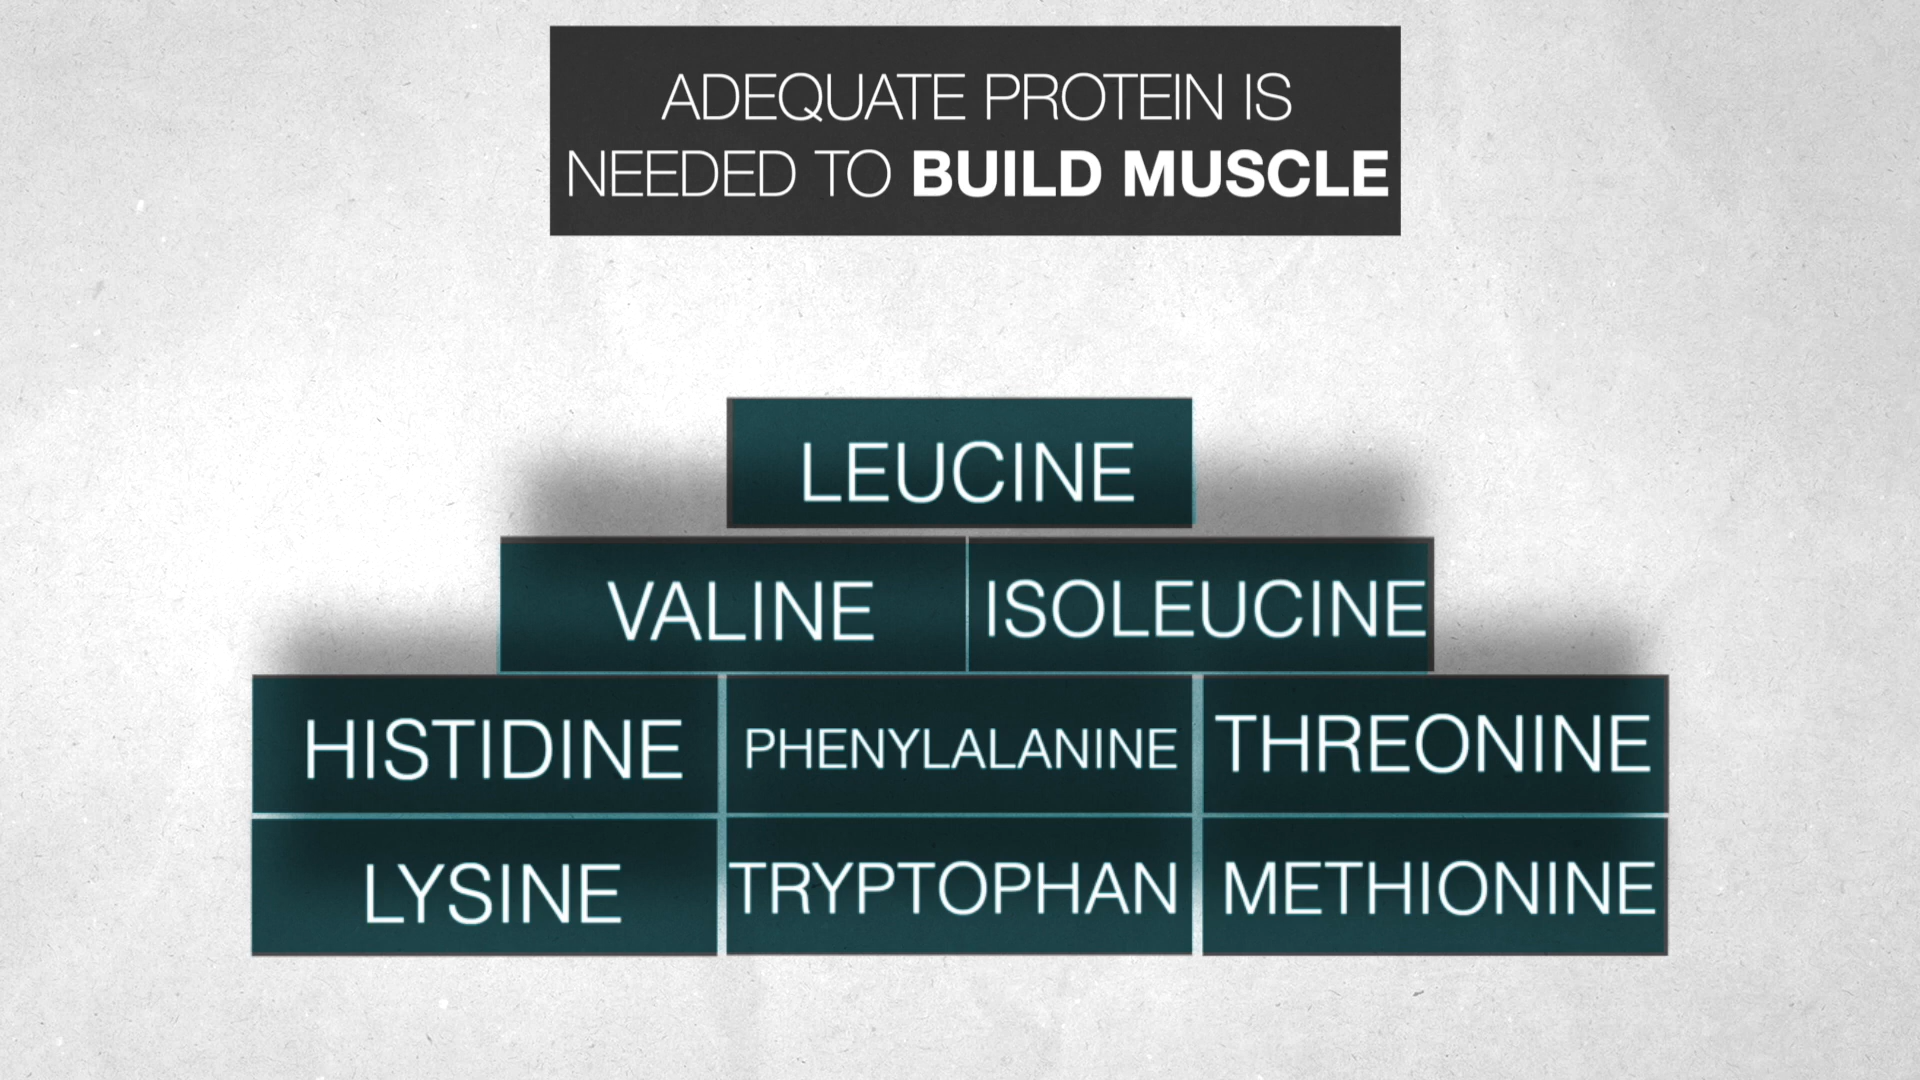 ADEQUATE PROTEIN IS
NEEDED TO BUILD MUSCLE
LEUCINE
VALINE ISOLEUCINE
HISTIDINE PHENYLALANINE THREONINE
LYSINE TRYPTOPHAN METHIONINE